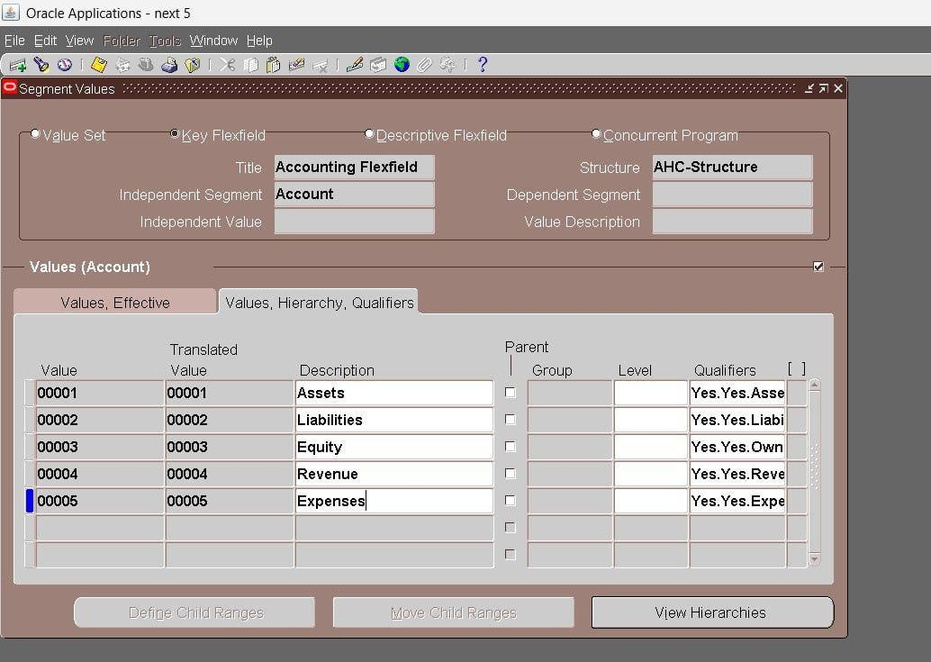 Oracle Applications - next 5
File Edit View Folder Tools Window Help
Segment Values
Value Set Key Flexfield Descriptive Flexfield Concurrent Program
Title Accounting Flexfield Structure AHC-Structure
Independent Segment Account Dependent Segment
Independent Value Value Description
Values (Account)
Values, Effective Values, Hierarchy, Qualifiers
Translated Parent
Value Value Description Group Level Qualifiers [ ]
00001 00001 Assets Yes.Yes.Asse
00002 00002 Liabilities Yes.Yes.Liabi
00003 00003 Equity Yes.Yes.Own
00004 00004 Revenue Yes.Yes.Reve
00005 00005 Expenses Yes.Yes.Expe
Define Child Ranges Move Child Ranges View Hierarchies